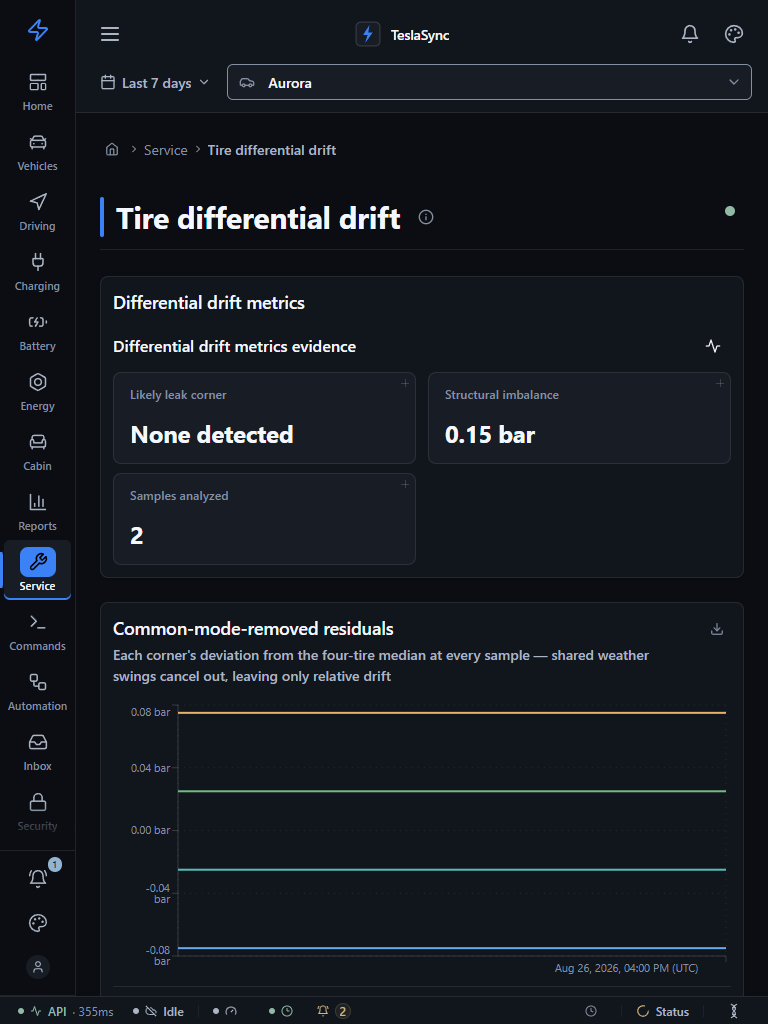 TeslaSync
Last 7 days
Aurora
Home
Vehicles
Driving
Charging
Battery
Energy
Cabin
Reports
Service
Commands
Automation
Inbox
Security
1
Service
Tire differential drift
Tire differential drift
Differential drift metrics
Differential drift metrics evidence
Likely leak corner
None detected
Structural imbalance
0.15 bar
Samples analyzed
2
Common-mode-removed residuals
Each corner's deviation from the four-tire median at every sample — shared weather
swings cancel out, leaving only relative drift
0.08 bar
0.04 bar
0.00 bar
-0.04
bar
-0.08
bar
Aug 26, 2026, 04:00 PM (UTC)
API · 355ms
Idle
2
Status